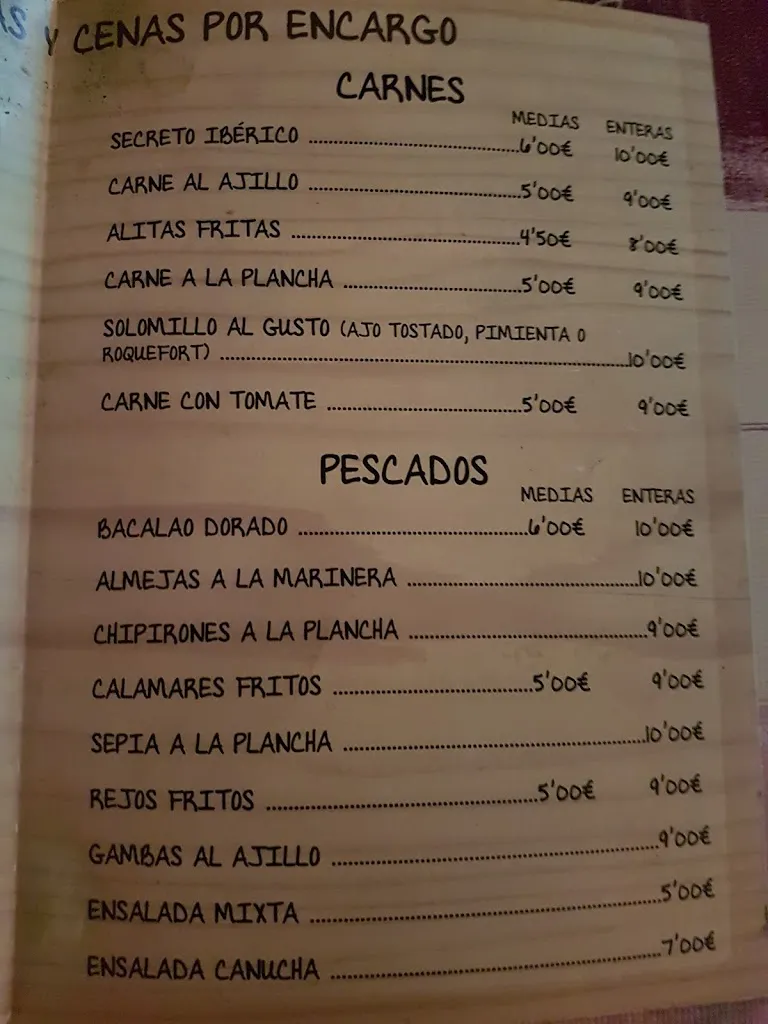 Y CENAS POR ENCARGO
CARNES
MEDIAS ENTERAS
SECRETO IBÉRICO ..... 6'00€ 10'00€
CARNE AL AJILLO ..... 5'00€ 9'00€
ALITAS FRITAS ..... 4'50€ 8'00€
CARNE A LA PLANCHA ..... 5'00€ 9'00€
SOLOMILLO AL GUSTO (AJO TOSTADO, PIMIENTA O
ROQUEFORT) ..... 10'00€
CARNE CON TOMATE ..... 5'00€ 9'00€
PESCADOS
MEDIAS ENTERAS
BACALAO DORADO ..... 6'00€ 10'00€
ALMEJAS A LA MARINERA ..... 10'00€
CHIPIRONES A LA PLANCHA ..... 9'00€
CALAMARES FRITOS ..... 5'00€ 9'00€
SEPIA A LA PLANCHA ..... 10'00€
REJOS FRITOS ..... 5'00€ 9'00€
GAMBAS AL AJILLO ..... 9'00€
ENSALADA MIXTA ..... 5'00€
ENSALADA CANUCHA ..... 7'00€